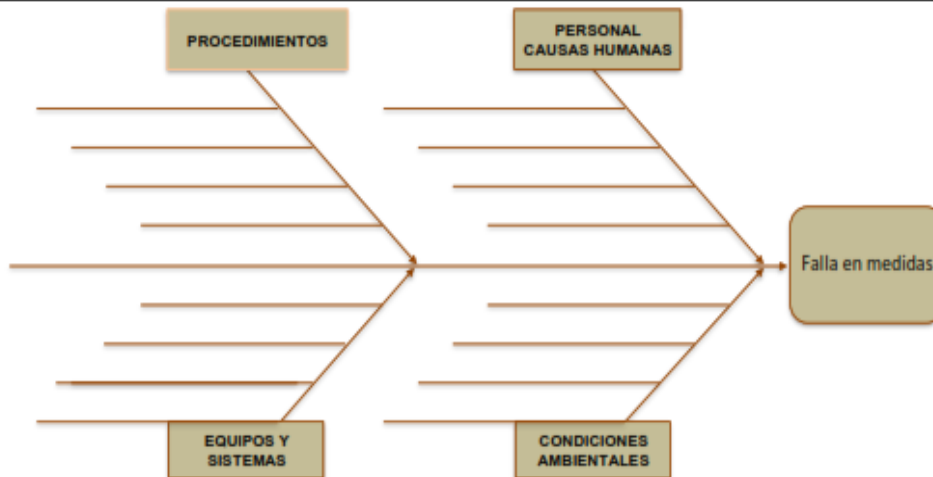 PROCEDIMIENTOS
PERSONAL
CAUSAS HUMANAS
Falla en medidas
EQUIPOS Y
SISTEMAS
CONDICIONES
AMBIENTALES